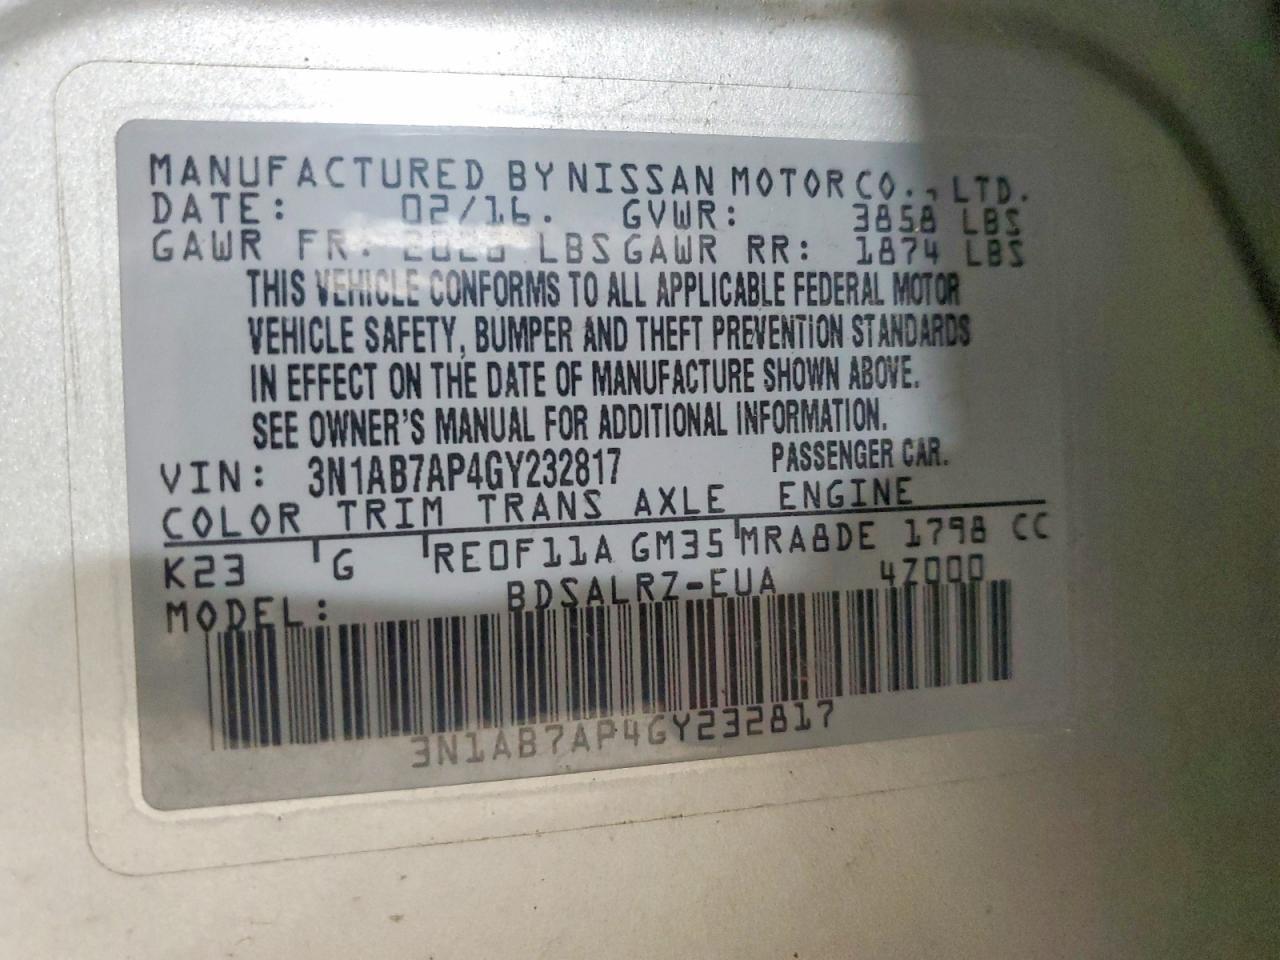 MANUFACTURED BY NISSAN MOTOR CO., LTD.
DATE: 02/16. GVWR: 3858 LBS
GAWR FR: LBS GAWR RR: 1874 LBS
THIS VEHICLE CONFORMS TO ALL APPLICABLE FEDERAL MOTOR
VEHICLE SAFETY, BUMPER AND THEFT PREVENTION STANDARDS
IN EFFECT ON THE DATE OF MANUFACTURE SHOWN ABOVE.
SEE OWNER'S MANUAL FOR ADDITIONAL INFORMATION.
VIN: 3N1AB7AP4GY232817 PASSENGER CAR.
COLOR TRIM TRANS AXLE ENGINE
K23 G RE0F11A GM35 MRA8DE 1798 CC
MODEL: BDSALRZ-EUA 4Z000
3N1AB7AP4GY232817